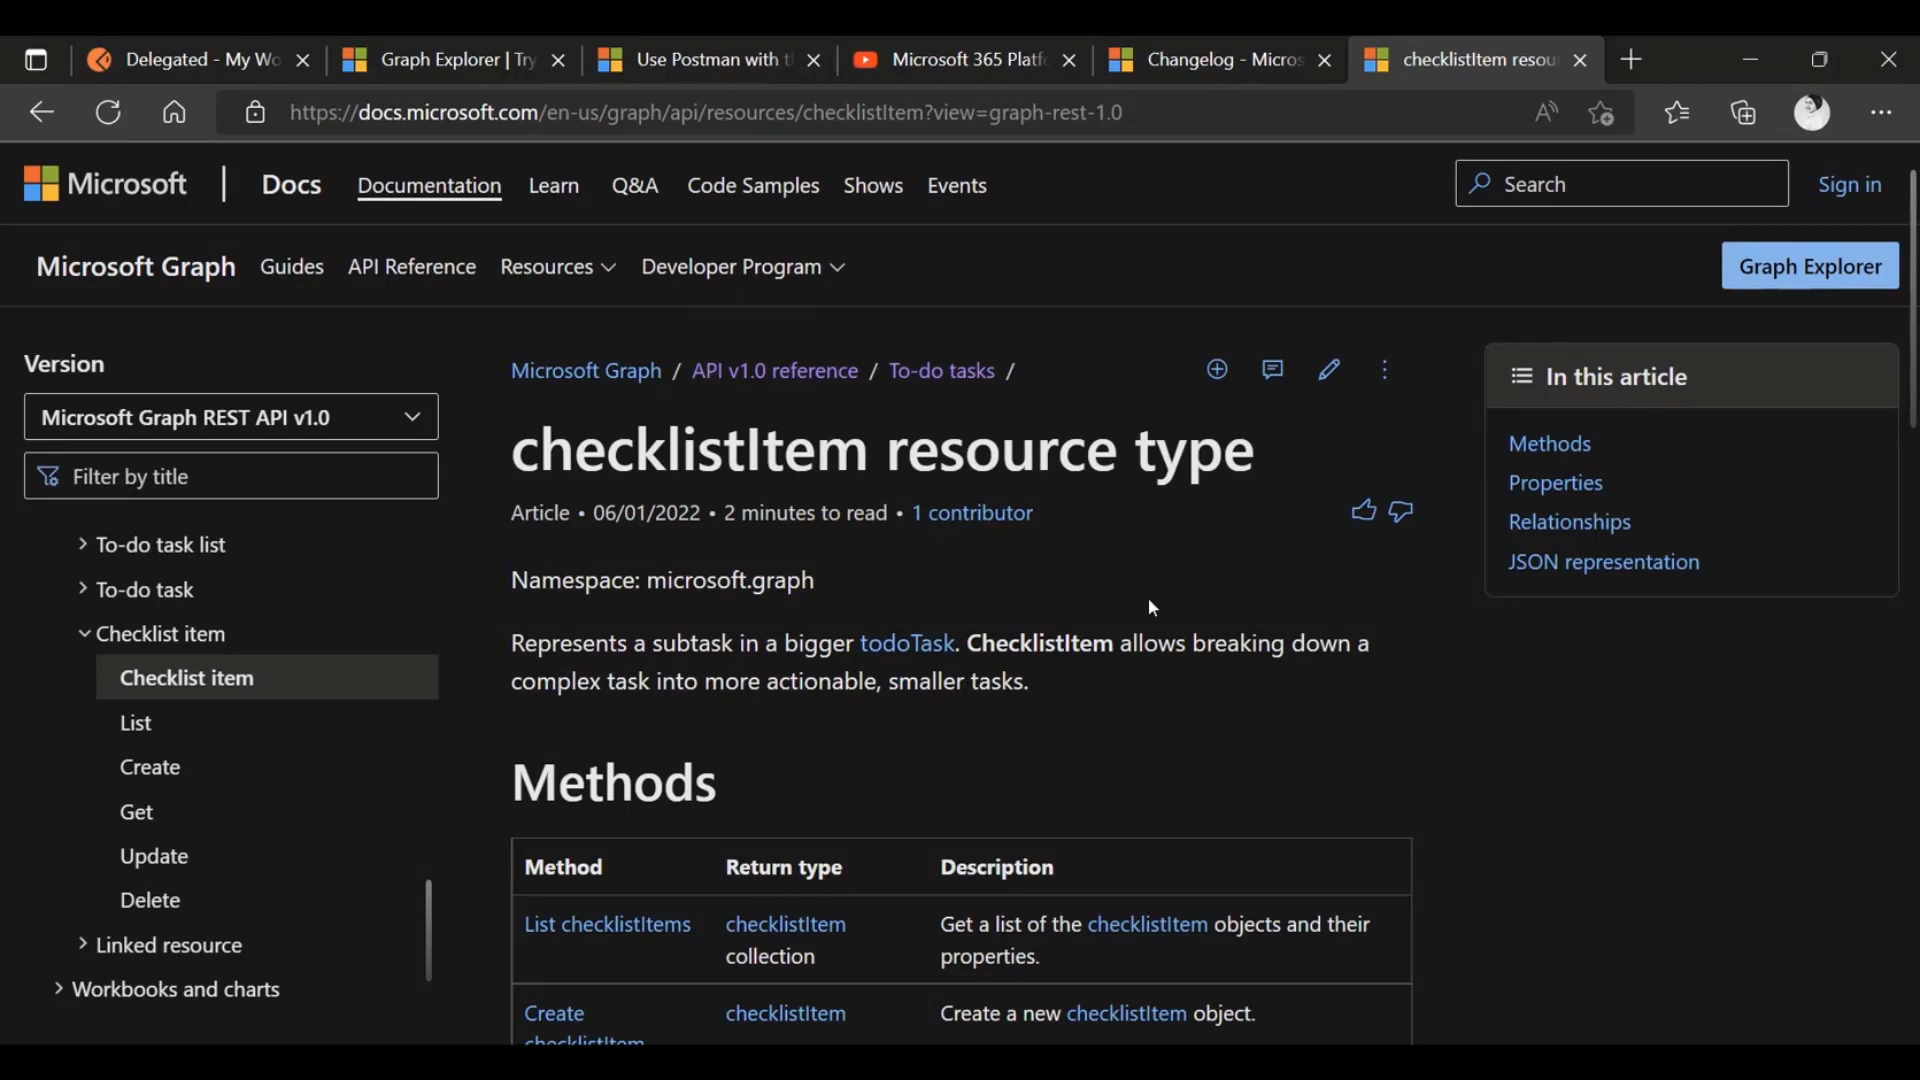 Delegated - My Wo
Graph Explorer | Try
Use Postman with t
Microsoft 365 Platf
Changelog - Micros
checklistItem resou
https://docs.microsoft.com/en-us/graph/api/resources/checklistItem?view=graph-rest-1.0
Microsoft
Docs
Documentation
Learn
Q&A
Code Samples
Shows
Events
Search
Sign in
Microsoft Graph
Guides
API Reference
Resources
Developer Program
Graph Explorer
Version
Microsoft Graph REST API v1.0
Filter by title
To-do task list
To-do task
Checklist item
Checklist item
List
Create
Get
Update
Delete
Linked resource
Workbooks and charts
Microsoft Graph / API v1.0 reference / To-do tasks /
checklistItem resource type
Article • 06/01/2022 • 2 minutes to read • 1 contributor
Namespace: microsoft.graph
Represents a subtask in a bigger todoTask. ChecklistItem allows breaking down a
complex task into more actionable, smaller tasks.
Methods
Method Return type Description
List checklistItems checklistItem Get a list of the checklistItem objects and their
collection properties.
Create checklistItem Create a new checklistItem object.
checklistItem
In this article
Methods
Properties
Relationships
JSON representation